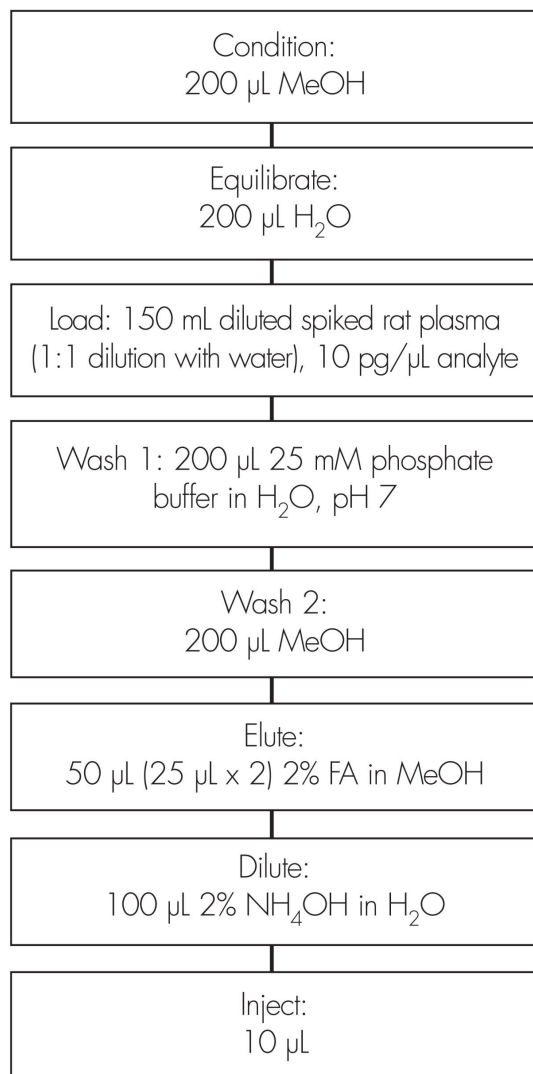 Condition:
200 µL MeOH
Equilibrate:
200 µL H₂O
Load: 150 mL diluted spiked rat plasma
(1:1 dilution with water), 10 pg/µL analyte
Wash 1: 200 µL 25 mM phosphate
buffer in H₂O, pH 7
Wash 2:
200 µL MeOH
Elute:
50 µL (25 µL x 2) 2% FA in MeOH
Dilute:
100 µL 2% NH₄OH in H₂O
Inject:
10 µL